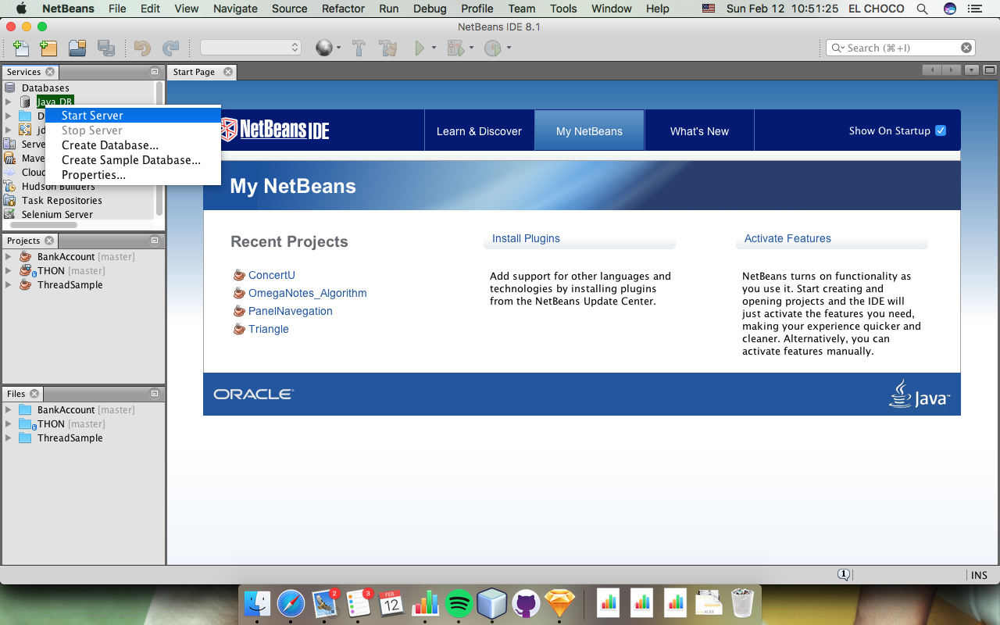 NetBeans File Edit View Navigate Source Refactor Run Debug Profile Team Tools Window Help Sun Feb 12 10:51:25 EL CHOCO
NetBeans IDE 8.1
Search (⌘+I)
Services
Start Page
Databases
Java DB
Start Server
Stop Server
Create Database...
Create Sample Database...
Properties...
D
jd
Serve
Mave
Cloud
Hudson Builders
Task Repositories
Selenium Server
NetBeans IDE
Learn & Discover
My NetBeans
What's New
Show On Startup
My NetBeans
Recent Projects
ConcertU
OmegaNotes_Algorithm
PanelNavegation
Triangle
Install Plugins
Add support for other languages and
technologies by installing plugins
from the NetBeans Update Center.
Activate Features
NetBeans turns on functionality as
you use it. Start creating and
opening projects and the IDE will
just activate the features you need,
making your experience quicker and
cleaner. Alternatively, you can
activate features manually.
ORACLE
Java
Projects
BankAccount [master]
THON [master]
ThreadSample
Files
BankAccount [master]
THON [master]
ThreadSample
1
INS
2
3
FEB
12
XLSX